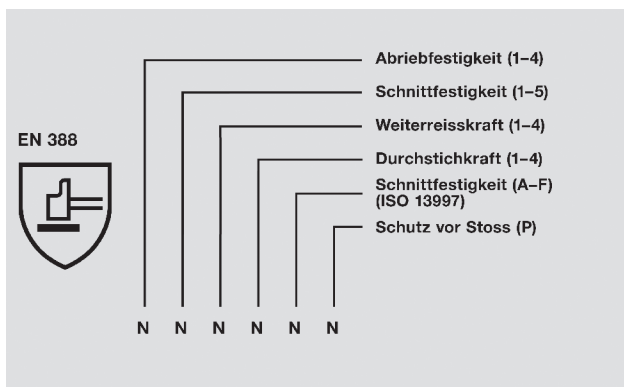 Abriebfestigkeit (1–4)
Schnittfestigkeit (1–5)
Weiterreisskraft (1–4)
EN 388
Durchstichkraft (1–4)
Schnittfestigkeit (A–F)
(ISO 13997)
Schutz vor Stoss (P)
N N N N N N